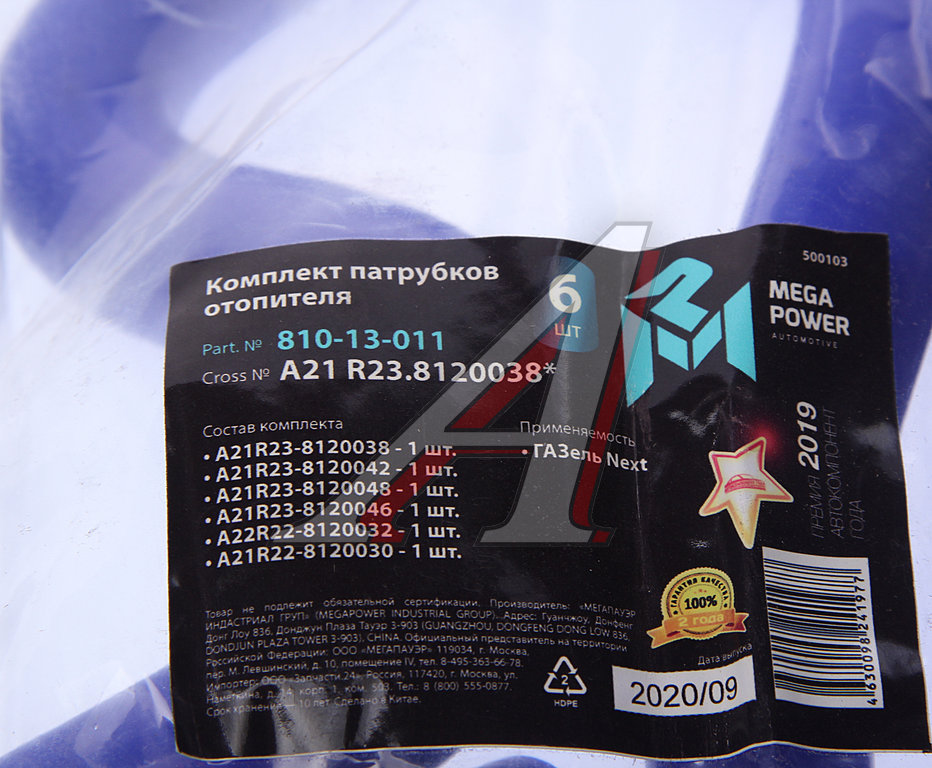 Комплект патрубков
отопителя
6
шт
500103
MEGA
POWER
AUTOMOTIVE
Part. № 810-13-011
Cross № A21 R23.8120038*
Состав комплекта
• A21R23-8120038 - 1 шт.
• A21R23-8120042 - 1 шт.
• A21R23-8120048 - 1 шт.
• A21R23-8120046 - 1 шт.
• A22R22-8120032 - 1 шт.
• A21R22-8120030 - 1 шт.
Применяемость
• ГАЗель Next
ПРЕМИЯ 2019
АВТОКОМПОНЕНТ
ГОДА
ГАРАНТИЯ КАЧЕСТВА
100%
2 года
Товар не подлежит обязательной сертификации. Производитель: «МЕГАПАУЭР
ИНДАСТРИАЛ ГРУП» (MEGAPOWER INDUSTRIAL GROUP). Адрес: Гуанчжоу, Донфенг
Донг Лоу 836, Донджун Плаза Тауэр 3-903 (GUANGZHOU, DONGFENG DONG LOW 836,
DONDJUN PLAZA TOWER 3-903), CHINA. Официальный представитель на территории
Российской Федерации: ООО «МЕГАПАУЭР» 119034, г. Москва,
пер. М. Левшинский, д. 10, помещение IV, тел. 8-495-363-66-78.
Импортер: ООО «Запчасти.24» Россия, 117420, г. Москва, ул.
Наметкина, д. 14, корп. 1, ком. 503. Тел.: 8 (800) 555-0877.
Срок хранение — 10 лет Сделано в Китае.
2
HDPE
Дата выпуска
2020/09
4630098241977